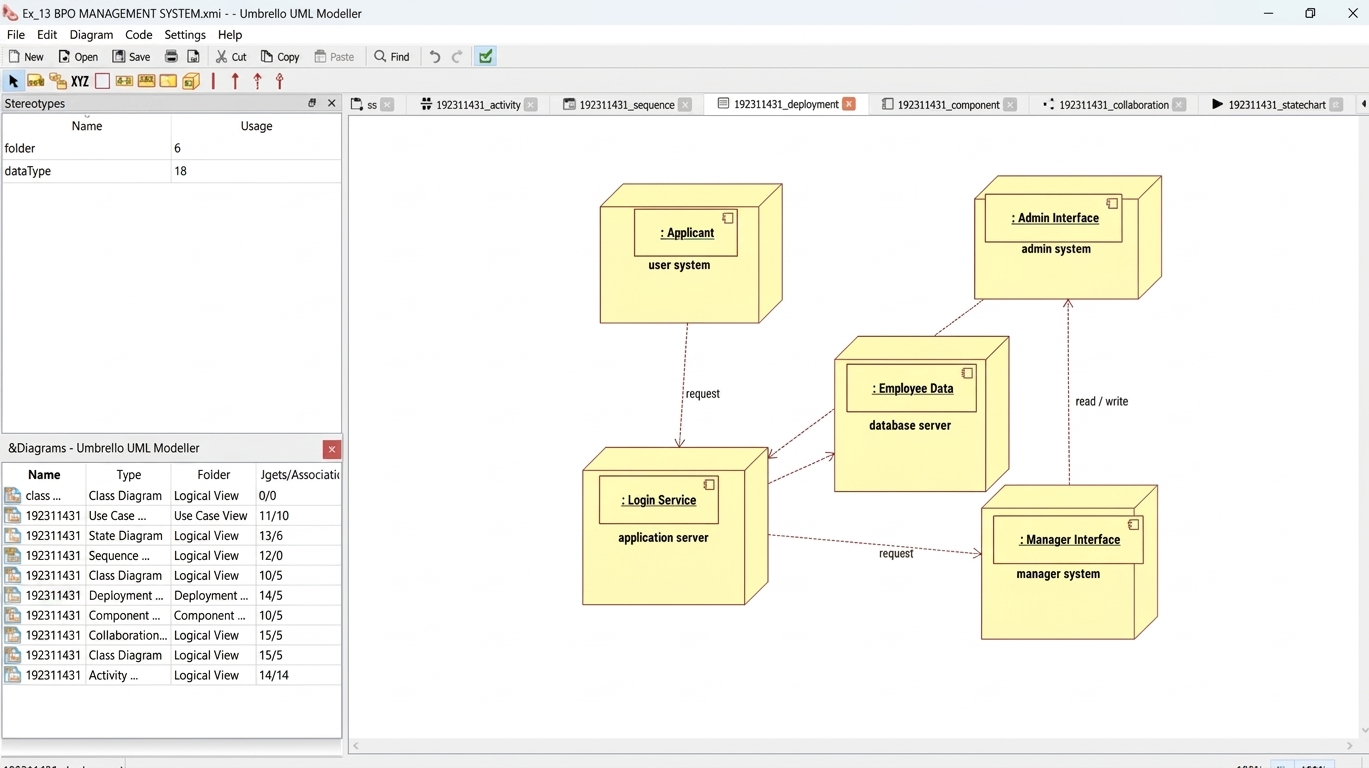 Ex_13 BPO MANAGEMENT SYSTEM.xmi - - Umbrello UML Modeller
File Edit Diagram Code Settings Help
New Open Save Cut Copy Paste Find
XYZ
Stereotypes
Name Usage
folder 6
dataType 18
ss 192311431_activity 192311431_sequence 192311431_deployment 192311431_component 192311431_collaboration 192311431_statechart
: Applicant
user system
: Admin Interface
admin system
request
: Employee Data
database server
read / write
: Login Service
application server
request
: Manager Interface
manager system
&Diagrams - Umbrello UML Modeller
Name Type Folder Jgets/Associatic
class ... Class Diagram Logical View 0/0
192311431 Use Case ... Use Case View 11/10
192311431 State Diagram Logical View 13/6
192311431 Sequence ... Logical View 12/0
192311431 Class Diagram Logical View 10/5
192311431 Deployment ... Deployment ... 14/5
192311431 Component ... Component ... 10/5
192311431 Collaboration... Logical View 15/5
192311431 Class Diagram Logical View 15/5
192311431 Activity ... Logical View 14/14